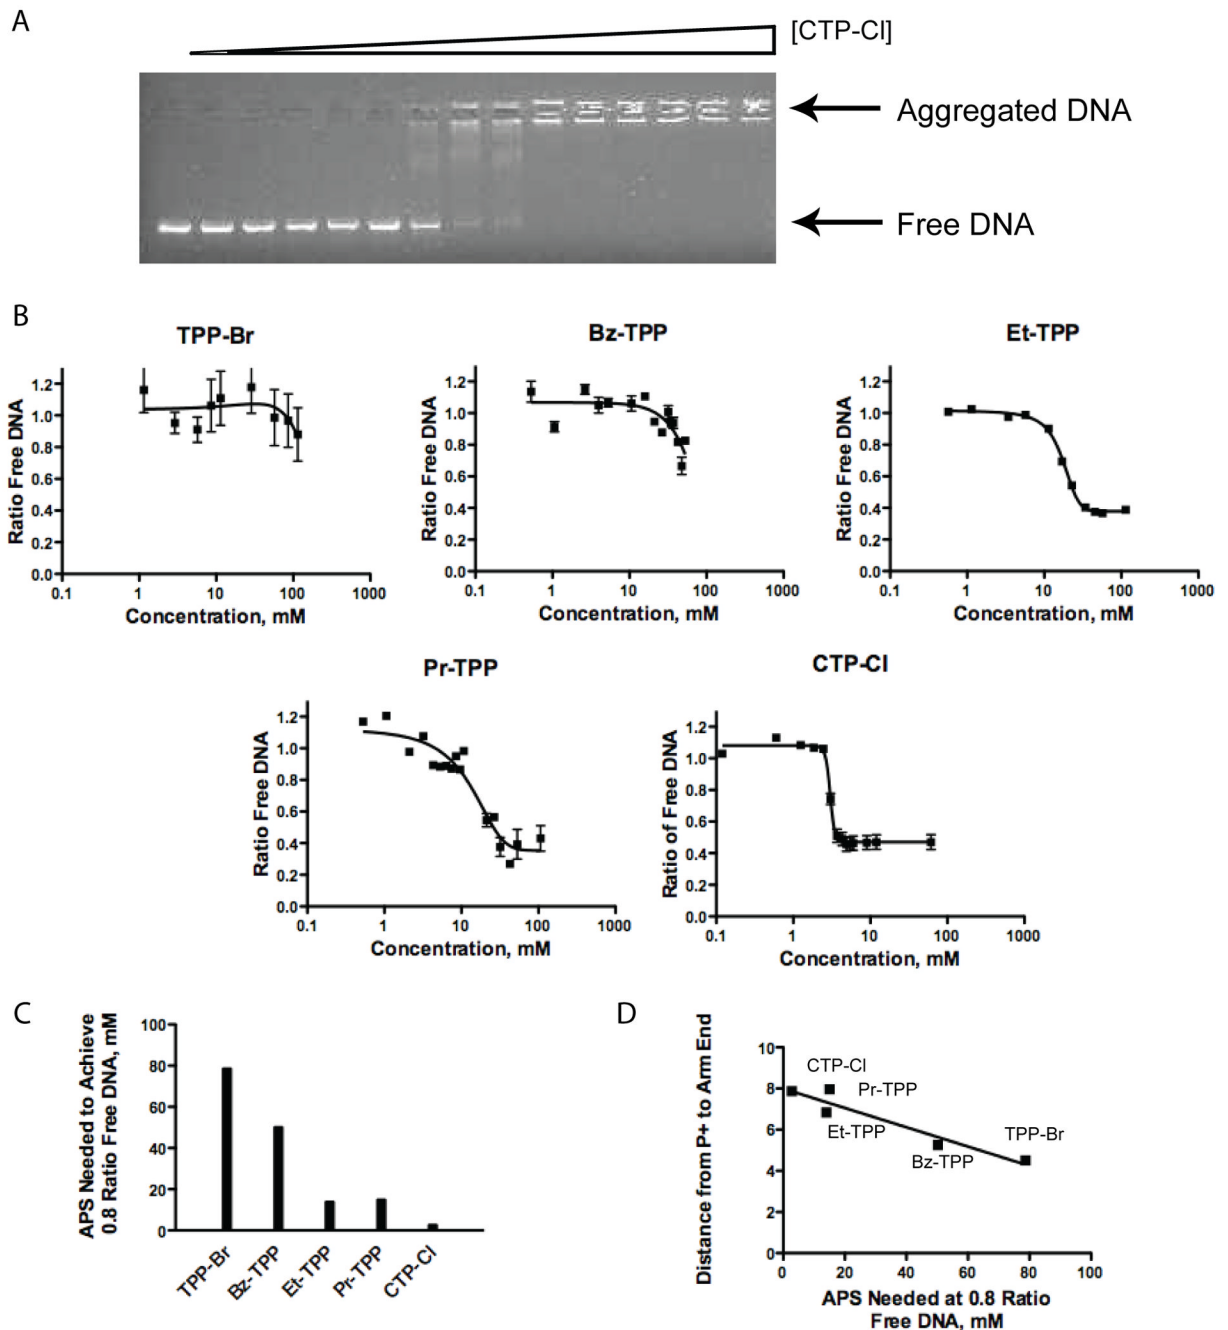 A
[CTP-Cl]
Aggregated DNA
Free DNA
B
TPP-Br
Ratio Free DNA
1.2
1.0
0.8
0.6
0.4
0.2
0.0
0.1 1 10 100 1000
Concentration, mM
Bz-TPP
Ratio Free DNA
1.2
1.0
0.8
0.6
0.4
0.2
0.0
0.1 1 10 100 1000
Concentration, mM
Et-TPP
Ratio Free DNA
1.2
1.0
0.8
0.6
0.4
0.2
0.0
0.1 1 10 100 1000
Concentration, mM
Pr-TPP
Ratio Free DNA
1.2
1.0
0.8
0.6
0.4
0.2
0.0
0.1 1 10 100 1000
Concentration, mM
CTP-Cl
Ratio of Free DNA
1.2
1.0
0.8
0.6
0.4
0.2
0.0
0.1 1 10 100 1000
Concentration, mM
C
APS Needed to Achieve
0.8 Ratio Free DNA, mM
100
80
60
40
20
0
TPP-Br
Bz-TPP
Et-TPP
Pr-TPP
CTP-Cl
D
Distance from P+ to Arm End
10
8
6
4
2
0
CTP-Cl
Pr-TPP
Et-TPP
TPP-Br
Bz-TPP
0 20 40 60 80 100
APS Needed at 0.8 Ratio
Free DNA, mM